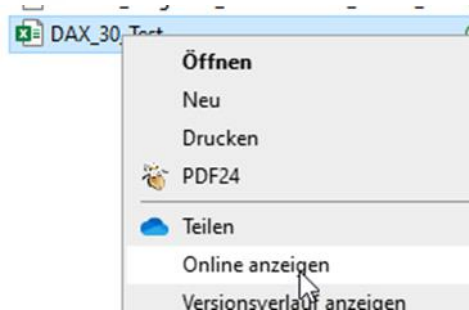 DAX_30_Test
Öffnen
Neu
Drucken
PDF24
Teilen
Online anzeigen
Versionsverlauf anzeigen